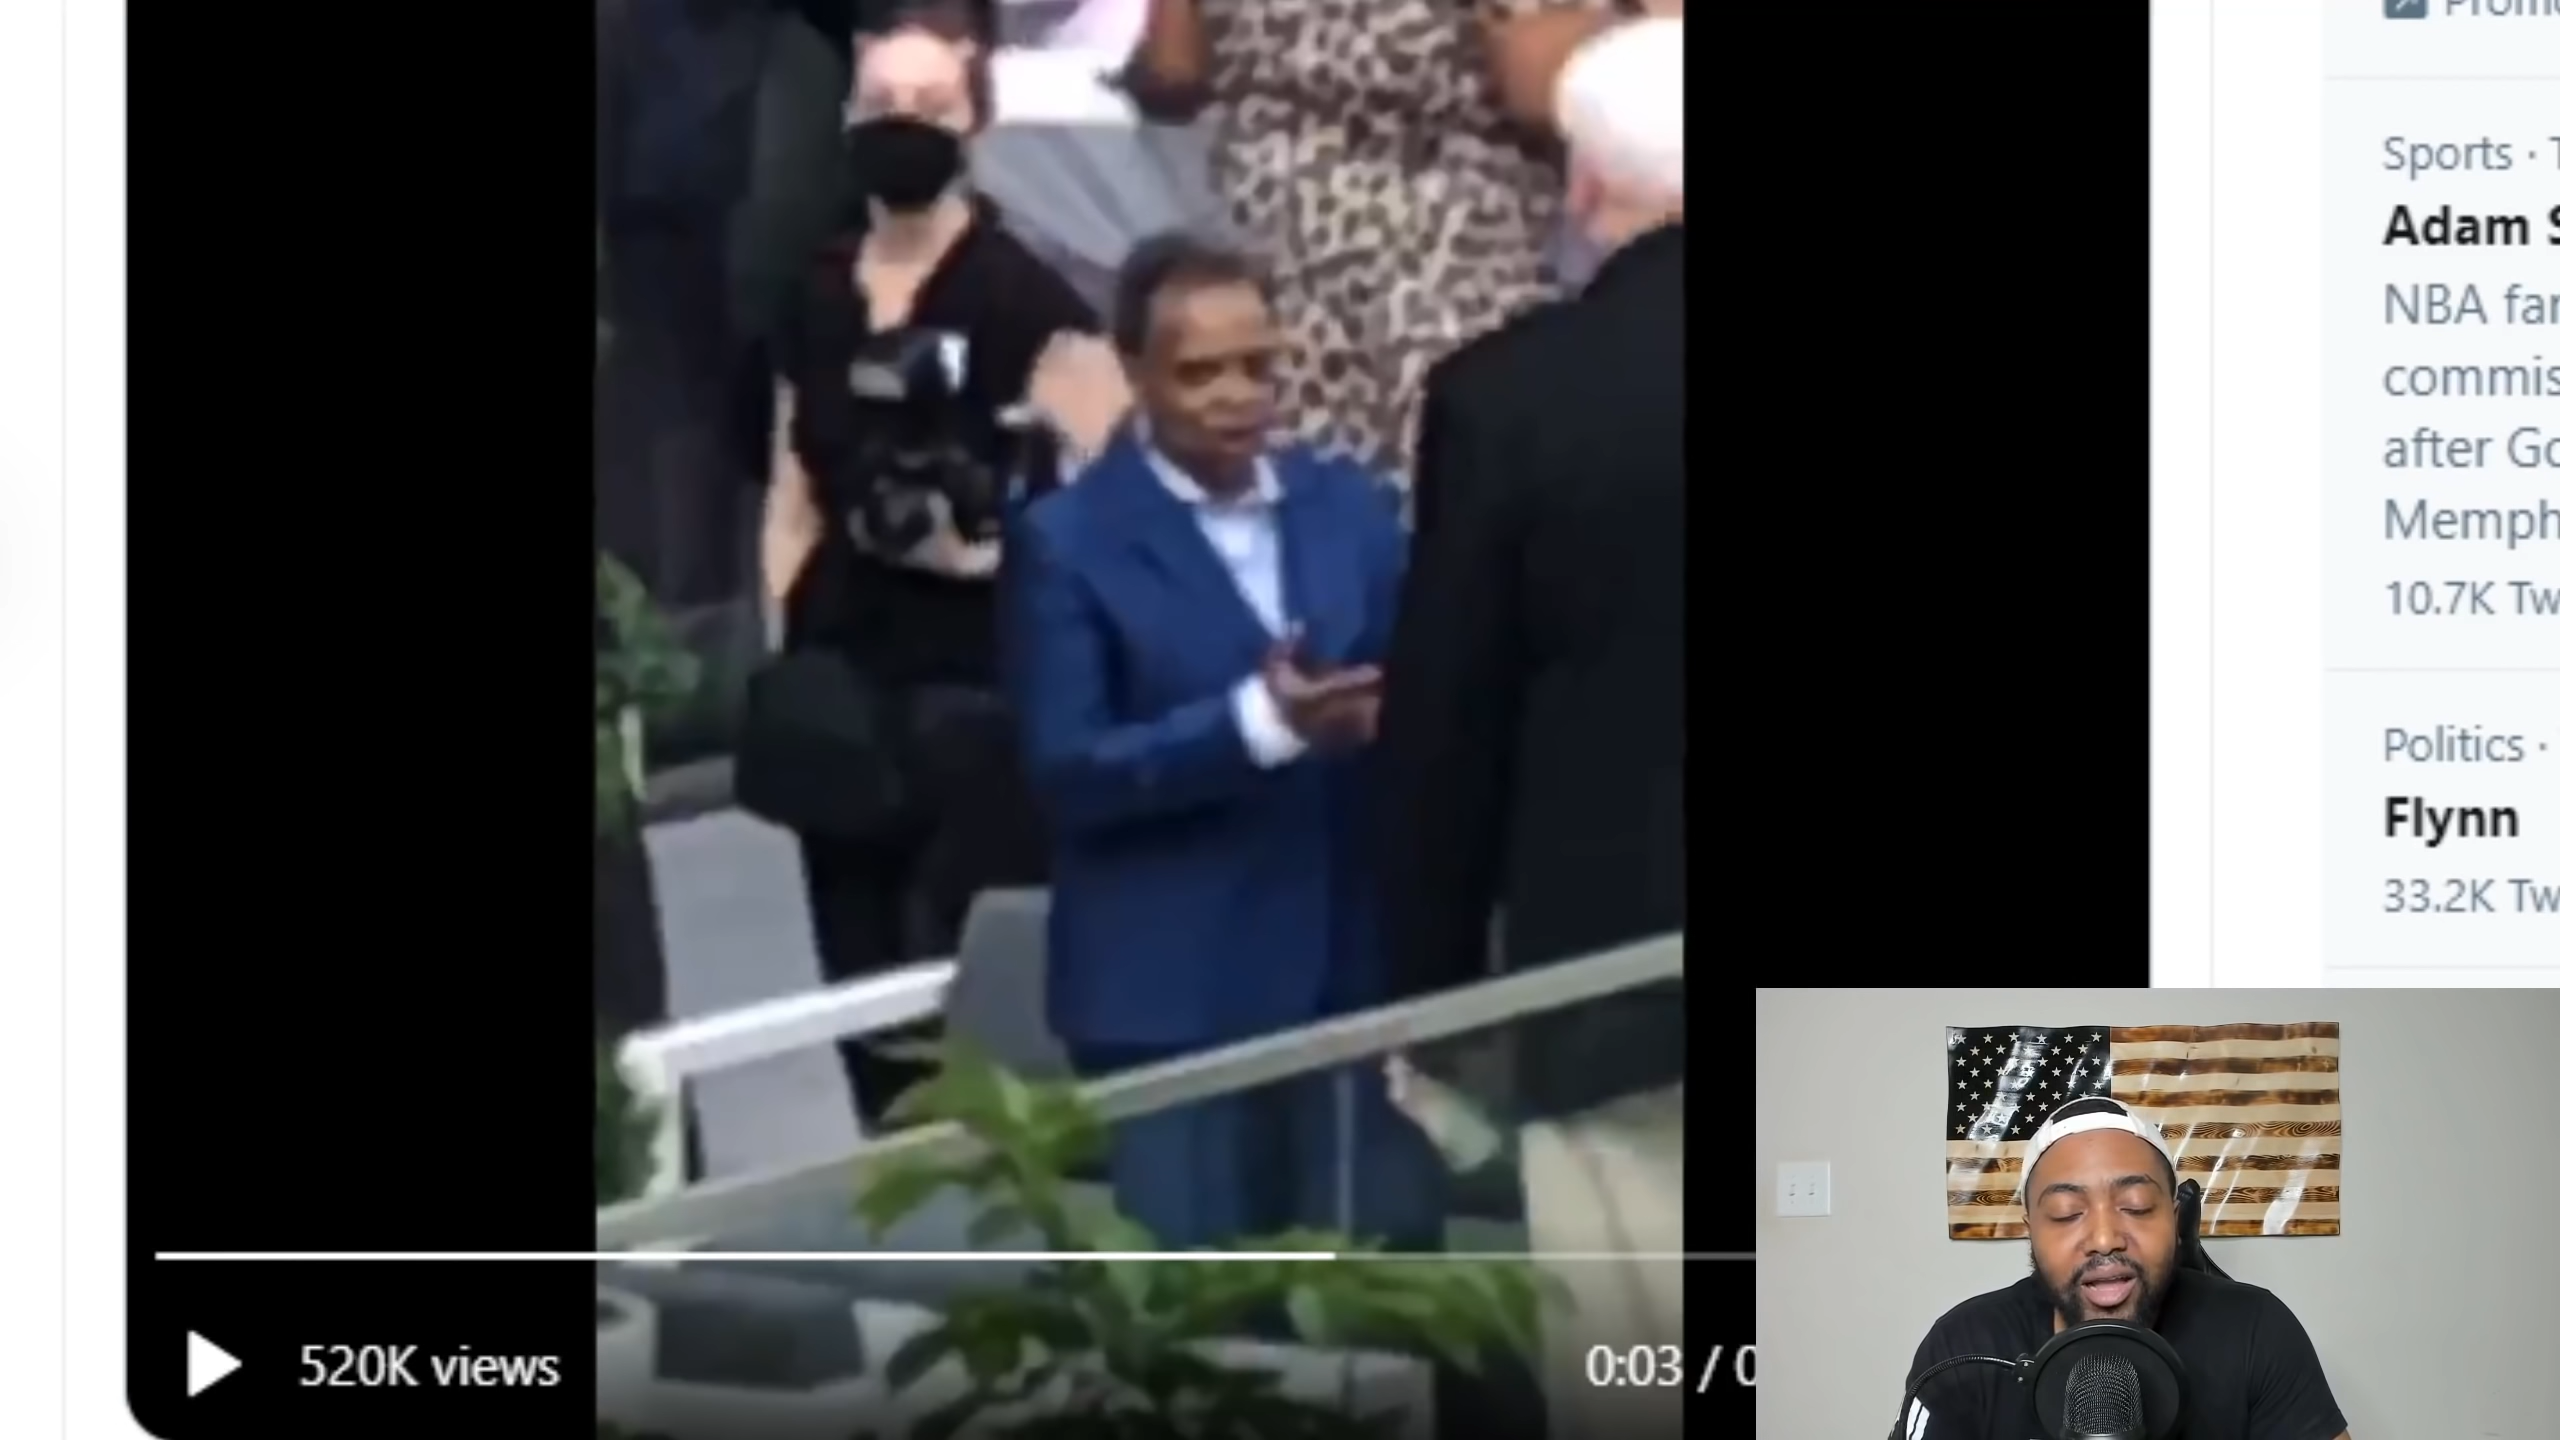 Sports ·
Adam
NBA
commis
after
Memph
10.7K Tw
Politics ·
Flynn
33.2K Tw
520K views
0:03 / 0